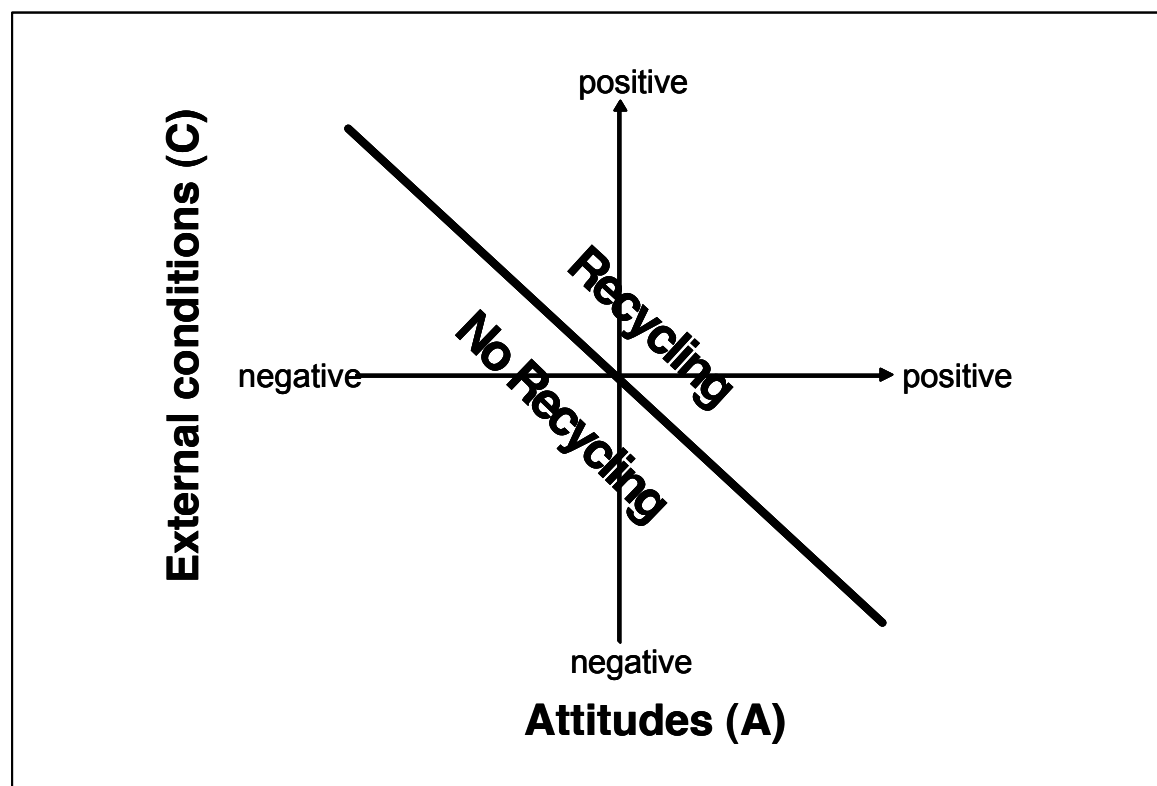 positive
External conditions (C)
Recycling
No Recycling
negative
positive
negative
Attitudes (A)